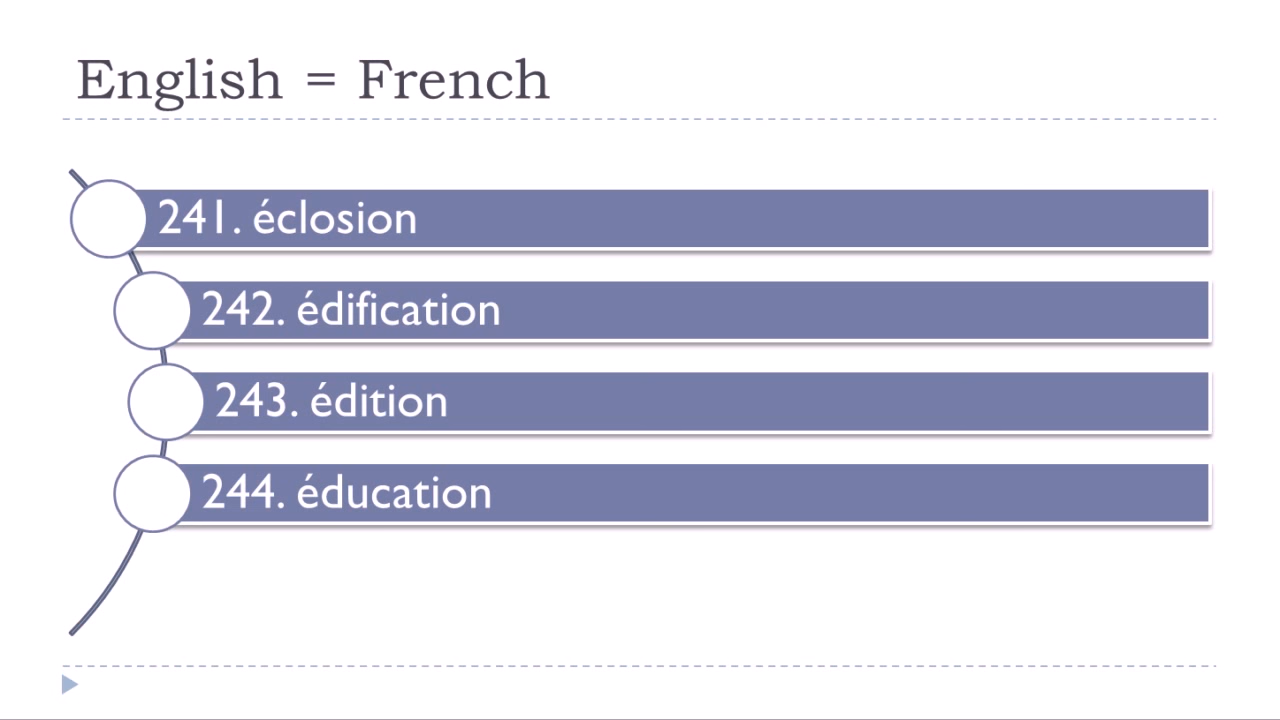 English = French
241. éclosion
242. édification
243. édition
244. éducation